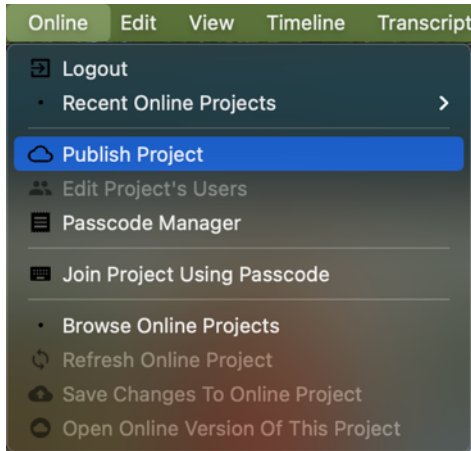 Online Edit View Timeline Transcript
Logout
Recent Online Projects
Publish Project
Edit Project's Users
Passcode Manager
Join Project Using Passcode
Browse Online Projects
Refresh Online Project
Save Changes To Online Project
Open Online Version Of This Project